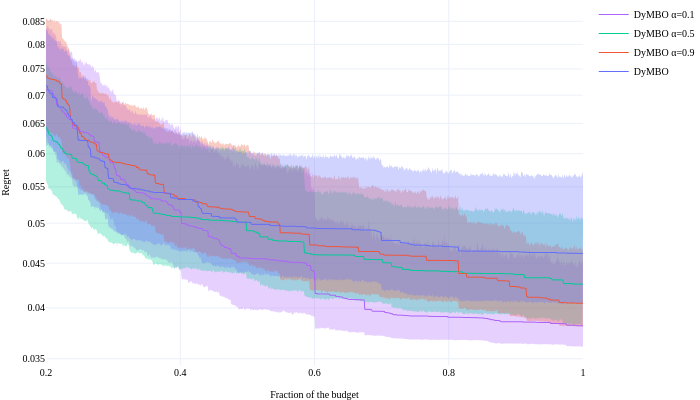 DyMBO α=0.1
DyMBO α=0.5
DyMBO α=0.9
DyMBO
0.085
0.08
0.075
0.07
0.065
0.06
0.055
0.05
0.045
0.04
0.035
Regret
0.2 0.4 0.6 0.8 1
Fraction of the budget